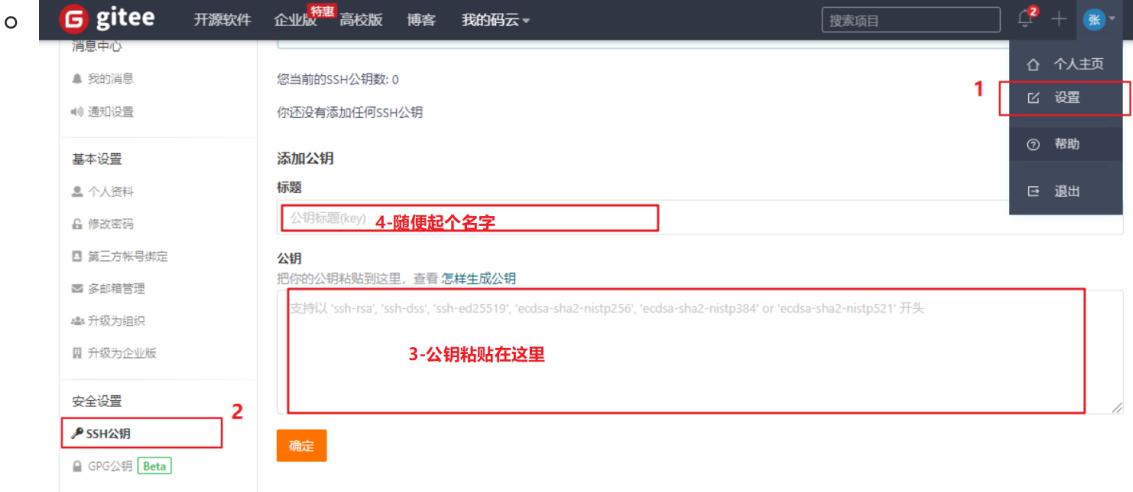 gitee 开源软件 企业版 特惠 高校版 博客 我的码云 搜索项目 2 张
消息中心
我的消息
通知设置
基本设置
个人资料
修改密码
第三方帐号绑定
多邮箱管理
升级为组织
升级为企业版
安全设置
SSH公钥
2
GPG公钥 Beta
您当前的SSH公钥数: 0
你还没有添加任何SSH公钥
添加公钥
标题
公钥标题(key) 4-随便起个名字
公钥
把你的公钥粘贴到这里，查看 怎样生成公钥
支持以 'ssh-rsa', 'ssh-dss', 'ssh-ed25519', 'ecdsa-sha2-nistp256', 'ecdsa-sha2-nistp384' or 'ecdsa-sha2-nistp521' 开头
3-公钥粘贴在这里
确定
个人主页
1
设置
帮助
退出